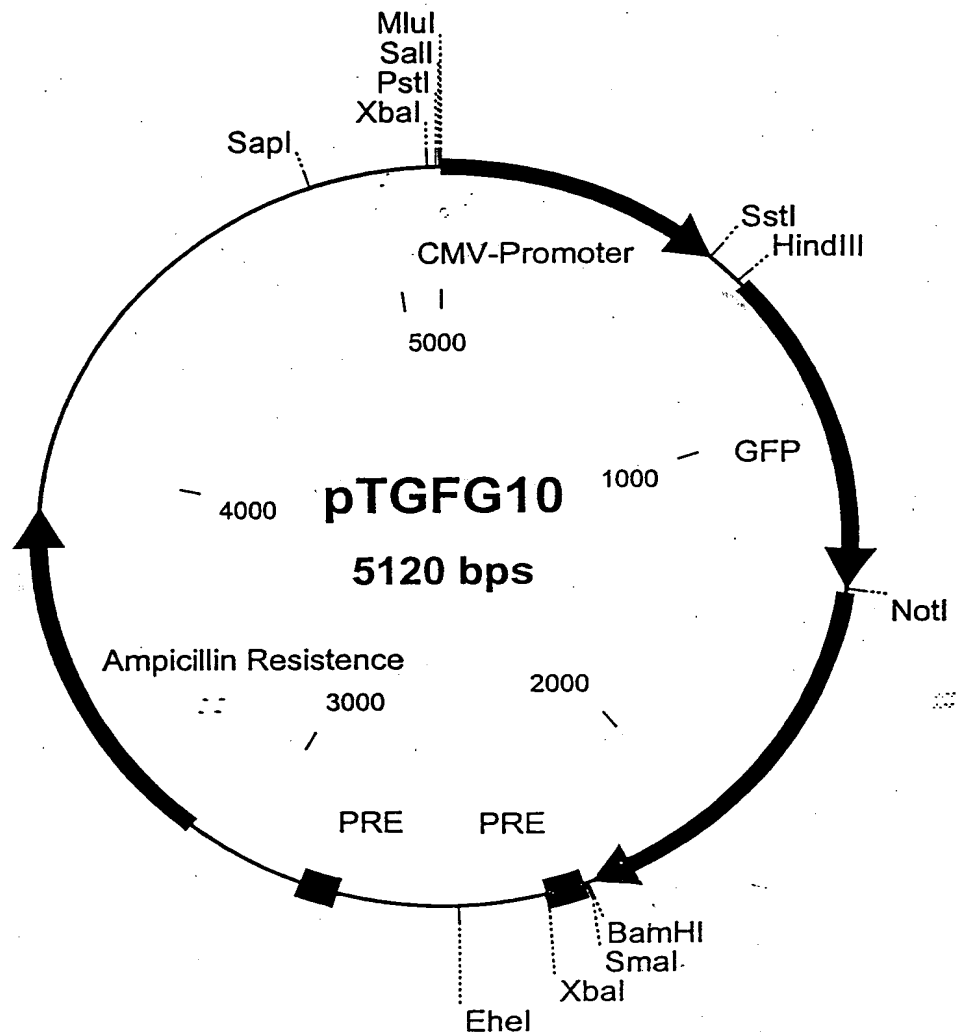 MluI
SalI
PstI
XbaI
SapI
SstI
HindIII
CMV-Promoter
5000
GFP
1000
4000
pTGFG10
5120 bps
NotI
Ampicillin Resistence
3000
2000
PRE
PRE
BamHI
SmaI
XbaI
EheI